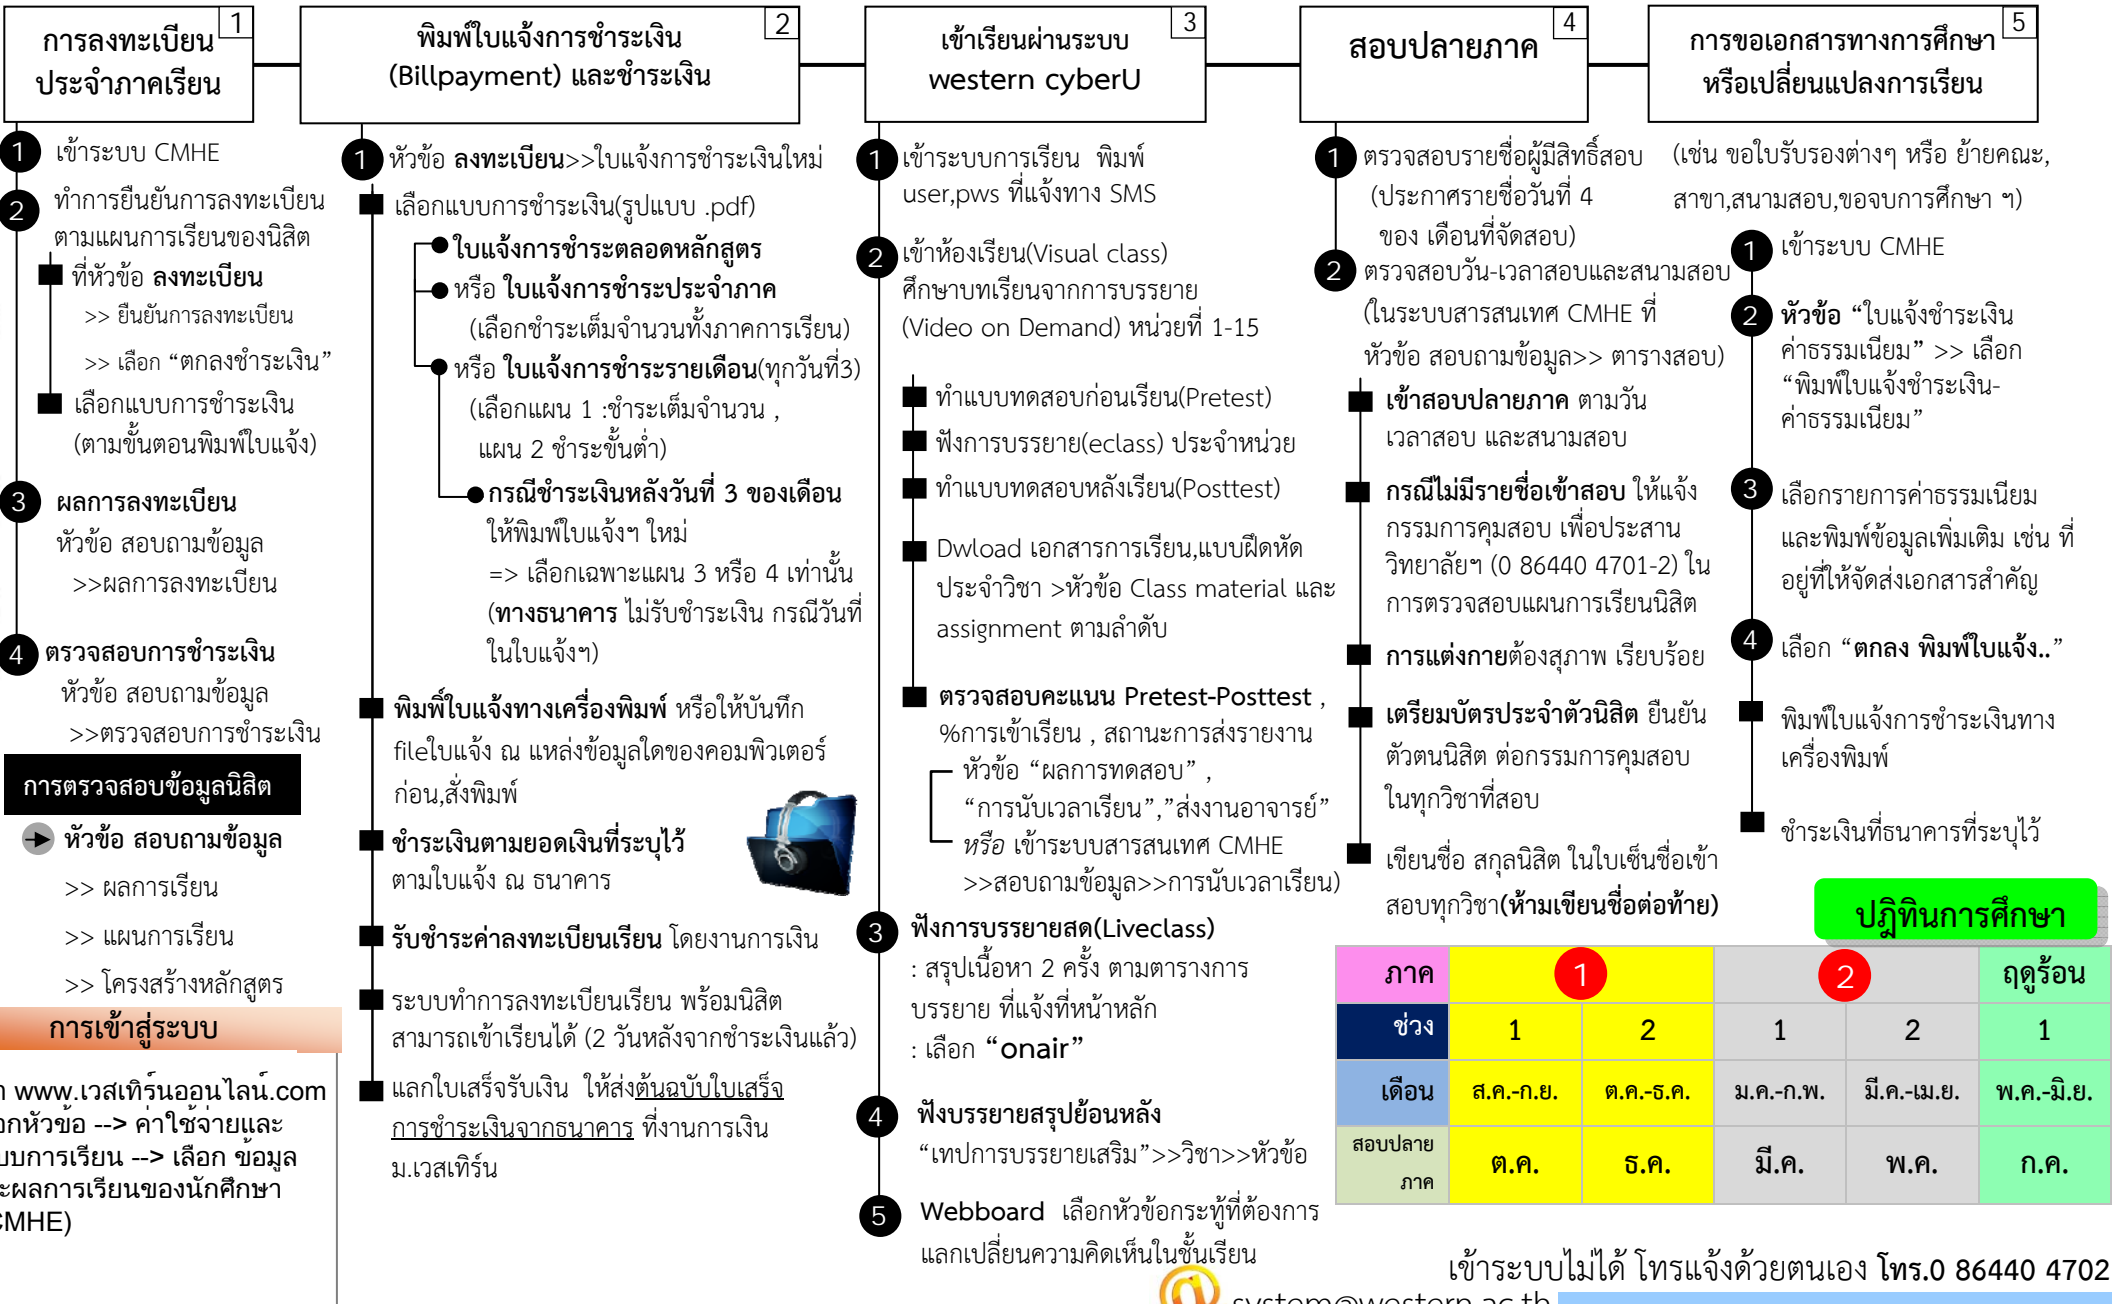 การลงทะเบียน 1
ประจำภาคเรียน
1 เข้าระบบ CMHE
2 ทำการยืนยันการลงทะเบียน
ตามแผนการเรียนของนิสิต
ที่หัวข้อ ลงทะเบียน
>> ยืนยันการลงทะเบียน
>> เลือก “ตกลงชำระเงิน”
เลือกแบบการชำระเงิน
(ตามขั้นตอนพิมพ์ใบแจ้ง)
3 ผลการลงทะเบียน
หัวข้อ สอบถามข้อมูล
>>ผลการลงทะเบียน
4 ตรวจสอบการชำระเงิน
หัวข้อ สอบถามข้อมูล
>>ตรวจสอบการชำระเงิน
การตรวจสอบข้อมูลนิสิต
หัวข้อ สอบถามข้อมูล
>> ผลการเรียน
>> แผนการเรียน
>> โครงสร้างหลักสูตร
การเข้าสู่ระบบ
www.เวสเทิร์นออนไลน์.com
หัวข้อ --> ค่าใช้จ่ายและ
การเรียน --> เลือก ข้อมูล
ผลการเรียนของนักศึกษา
CMHE)
พิมพ์ใบแจ้งการชำระเงิน 2
(Billpayment) และชำระเงิน
1 หัวข้อ ลงทะเบียน>>ใบแจ้งการชำระเงินใหม่
เลือกแบบการชำระเงิน(รูปแบบ .pdf)
ใบแจ้งการชำระตลอดหลักสูตร
หรือ ใบแจ้งการชำระประจำภาค
(เลือกชำระเต็มจำนวนทั้งภาคการเรียน)
หรือ ใบแจ้งการชำระรายเดือน(ทุกวันที่3)
(เลือกแผน 1 :ชำระเต็มจำนวน ,
แผน 2 ชำระขั้นต่ำ)
กรณีชำระเงินหลังวันที่ 3 ของเดือน
ให้พิมพ์ใบแจ้งฯ ใหม่
=> เลือกเฉพาะแผน 3 หรือ 4 เท่านั้น
(ทางธนาคาร ไม่รับชำระเงิน กรณีวันที่
ในใบแจ้งฯ)
พิมพ์ใบแจ้งทางเครื่องพิมพ์ หรือให้บันทึก
fileใบแจ้ง ณ แหล่งข้อมูลใดของคอมพิวเตอร์
ก่อน,สั่งพิมพ์
ชำระเงินตามยอดเงินที่ระบุไว้
ตามใบแจ้ง ณ ธนาคาร
รับชำระค่าลงทะเบียนเรียน โดยงานการเงิน
ระบบทำการลงทะเบียนเรียน พร้อมนิสิต
สามารถเข้าเรียนได้ (2 วันหลังจากชำระเงินแล้ว)
แลกใบเสร็จรับเงิน ให้ส่งต้นฉบับใบเสร็จ
การชำระเงินจากธนาคาร ที่งานการเงิน
ม.เวสเทิร์น
เข้าเรียนผ่านระบบ 3
western cyberU
1 เข้าระบบการเรียน พิมพ์
user,pws ที่แจ้งทาง SMS
2 เข้าห้องเรียน(Visual class)
ศึกษาบทเรียนจากการบรรยาย
(Video on Demand) หน่วยที่ 1-15
ทำแบบทดสอบก่อนเรียน(Pretest)
ฟังการบรรยาย(eclass) ประจำหน่วย
ทำแบบทดสอบหลังเรียน(Posttest)
Dwload เอกสารการเรียน,แบบฝึกหัด
ประจำวิชา >หัวข้อ Class material และ
assignment ตามลำดับ
ตรวจสอบคะแนน Pretest-Posttest ,
%การเข้าเรียน , สถานะการส่งรายงาน
หัวข้อ “ผลการทดสอบ” ,
“การนับเวลาเรียน”,”ส่งงานอาจารย์”
หรือ เข้าระบบสารสนเทศ CMHE
>>สอบถามข้อมูล>>การนับเวลาเรียน)
3 ฟังการบรรยายสด(Liveclass)
: สรุปเนื้อหา 2 ครั้ง ตามตารางการ
บรรยาย ที่แจ้งที่หน้าหลัก
: เลือก “onair”
4 ฟังบรรยายสรุปย้อนหลัง
“เทปการบรรยายเสริม”>>วิชา>>หัวข้อ
5 Webboard เลือกหัวข้อกระทู้ที่ต้องการ
แลกเปลี่ยนความคิดเห็นในชั้นเรียน
สอบปลายภาค 4
1 ตรวจสอบรายชื่อผู้มีสิทธิ์สอบ
(ประกาศรายชื่อวันที่ 4
ของ เดือนที่จัดสอบ)
2 ตรวจสอบวัน-เวลาสอบและสนามสอบ
(ในระบบสารสนเทศ CMHE ที่
หัวข้อ สอบถามข้อมูล>> ตารางสอบ)
เข้าสอบปลายภาค ตามวัน
เวลาสอบ และสนามสอบ
กรณีไม่มีรายชื่อเข้าสอบ ให้แจ้ง
กรรมการคุมสอบ เพื่อประสาน
วิทยาลัยฯ (0 86440 4701-2) ใน
การตรวจสอบแผนการเรียนนิสิต
การแต่งกายต้องสุภาพ เรียบร้อย
เตรียมบัตรประจำตัวนิสิต ยืนยัน
ตัวตนนิสิต ต่อกรรมการคุมสอบ
ในทุกวิชาที่สอบ
เขียนชื่อ สกุลนิสิต ในใบเซ็นชื่อเข้า
สอบทุกวิชา(ห้ามเขียนชื่อต่อท้าย)
การขอเอกสารทางการศึกษา 5
หรือเปลี่ยนแปลงการเรียน
(เช่น ขอใบรับรองต่างๆ หรือ ย้ายคณะ,
สาขา,สนามสอบ,ขอจบการศึกษา ฯ)
1 เข้าระบบ CMHE
2 หัวข้อ “ใบแจ้งชำระเงิน
ค่าธรรมเนียม” >> เลือก
“พิมพ์ใบแจ้งชำระเงิน-
ค่าธรรมเนียม”
3 เลือกรายการค่าธรรมเนียม
และพิมพ์ข้อมูลเพิ่มเติม เช่น ที่
อยู่ที่ให้จัดส่งเอกสารสำคัญ
4 เลือก “ตกลง พิมพ์ใบแจ้ง..”
พิมพ์ใบแจ้งการชำระเงินทาง
เครื่องพิมพ์
ชำระเงินที่ธนาคารที่ระบุไว้
ปฎิทินการศึกษา
ภาค 1 2 ฤดูร้อน
ช่วง 1 2 1 2 1
เดือน ส.ค.-ก.ย. ต.ค.-ธ.ค. ม.ค.-ก.พ. มี.ค.-เม.ย. พ.ค.-มิ.ย.
สอบปลาย
ภาค ต.ค. ธ.ค. มี.ค. พ.ค. ก.ค.
เข้าระบบไม่ได้ โทรแจ้งด้วยตนเอง โทร.0 86440 4702
system@western.ac.th